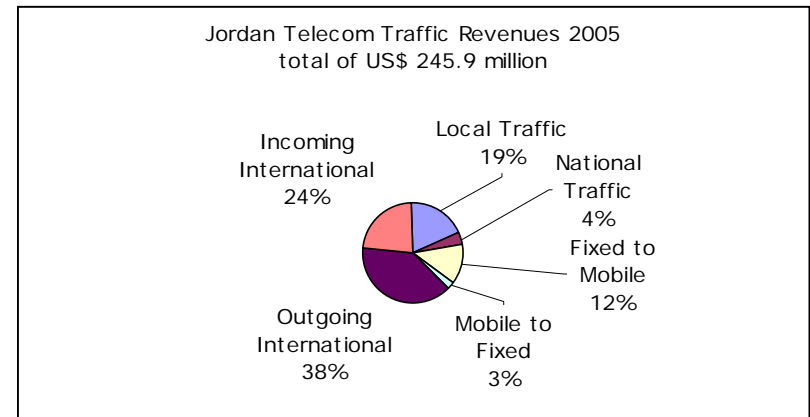 Jordan Telecom Traffic Revenues 2005
total of US$ 245.9 million
Local Traffic
19%
National
Traffic
4%
Fixed to
Mobile
12%
Mobile to
Fixed
3%
Outgoing
International
38%
Incoming
International
24%